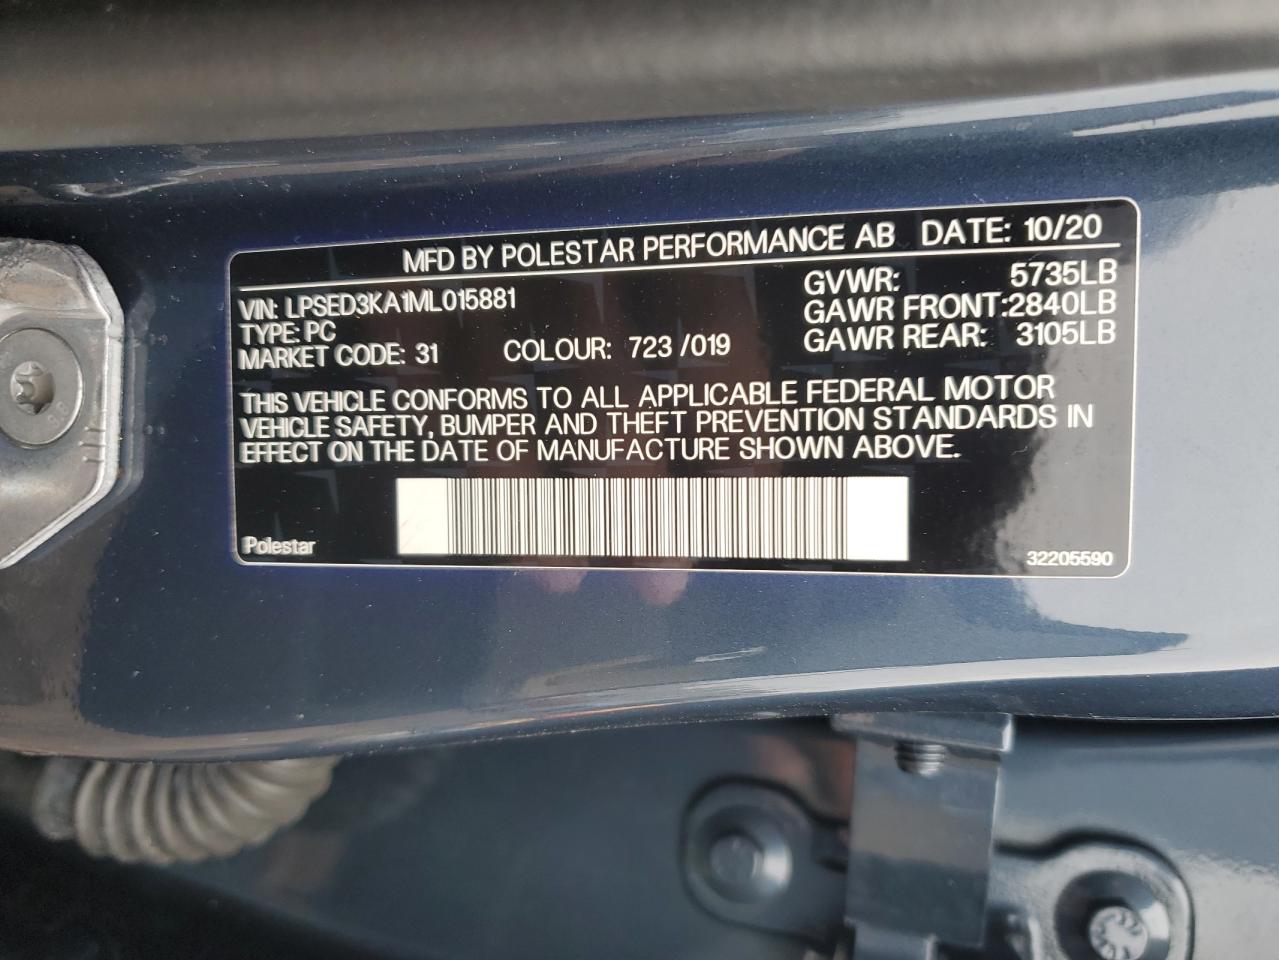 MFD BY POLESTAR PERFORMANCE AB DATE: 10/20
VIN: LPSED3KA1ML015881 GVWR: 5735LB
TYPE: PC GAWR FRONT: 2840LB
MARKET CODE: 31 COLOUR: 723 /019 GAWR REAR: 3105LB
THIS VEHICLE CONFORMS TO ALL APPLICABLE FEDERAL MOTOR
VEHICLE SAFETY, BUMPER AND THEFT PREVENTION STANDARDS IN
EFFECT ON THE DATE OF MANUFACTURE SHOWN ABOVE.
Polestar 32205590